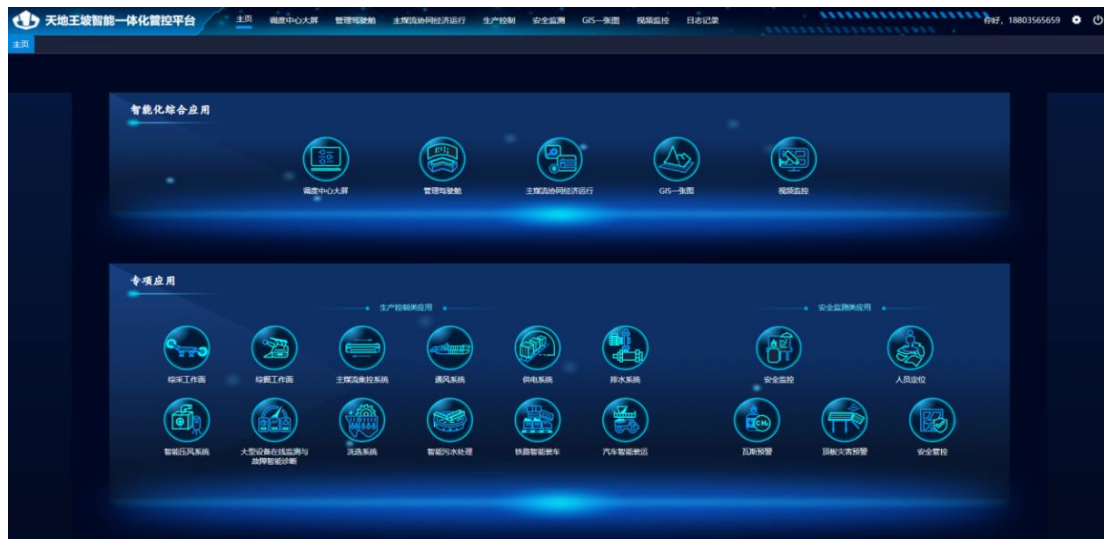 天地王坡智能一体化管控平台
主页 调度中心大屏 管理驾驶舱 主煤流协同经济运行 生产控制 安全监测 GIS一张图 视频监控 日志记录
你好，18803565659
主页
智能化综合应用
调度中心大屏 管理驾驶舱 主煤流协同经济运行 GIS一张图 视频监控
专项应用
生产控制类应用 安全监测类应用
综采工作面 综掘工作面 主煤流集控系统 通风系统 供电系统 排水系统 安全监控 人员定位
CH₄
智能压风系统 大型设备在线监测与 洗选系统 智能污水处理 铁路智能装车 汽车智能装运 瓦斯预警 顶板灾害预警 安全管控
故障智能诊断